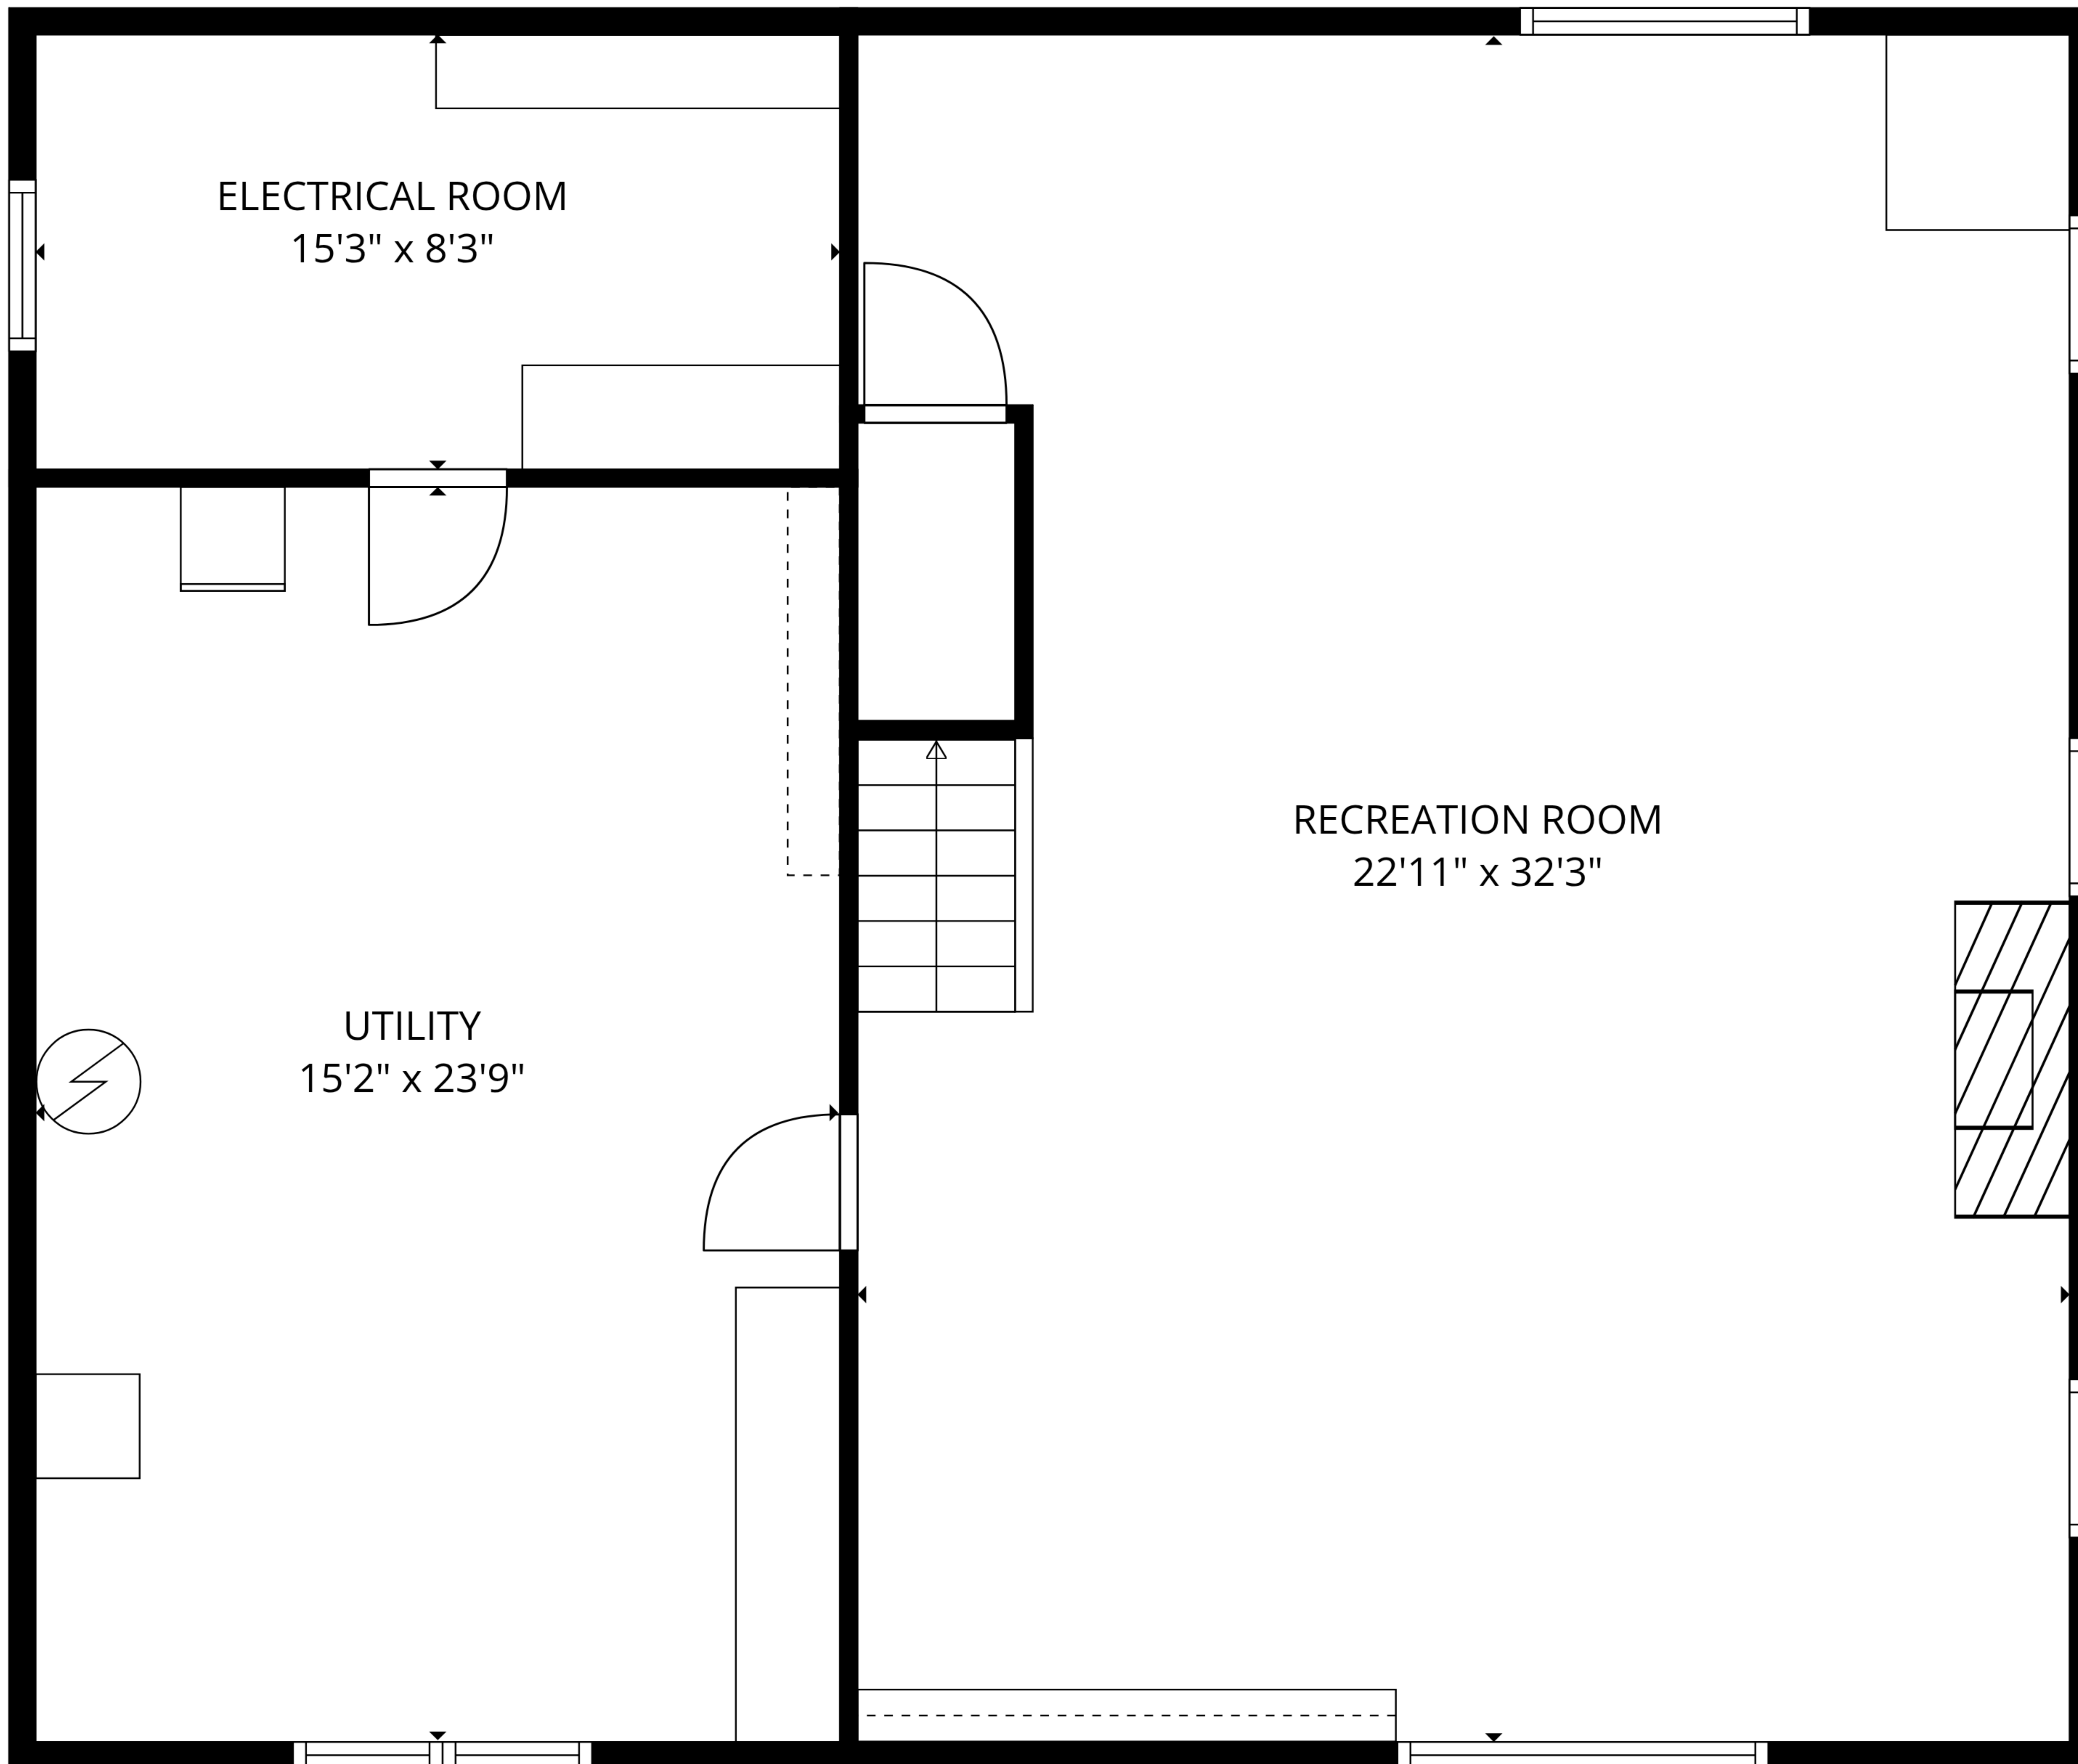 ELECTRICAL ROOM
15'3" x 8'3"
RECREATION ROOM
22'11" x 32'3"
UTILITY
15'2" x 23'9"